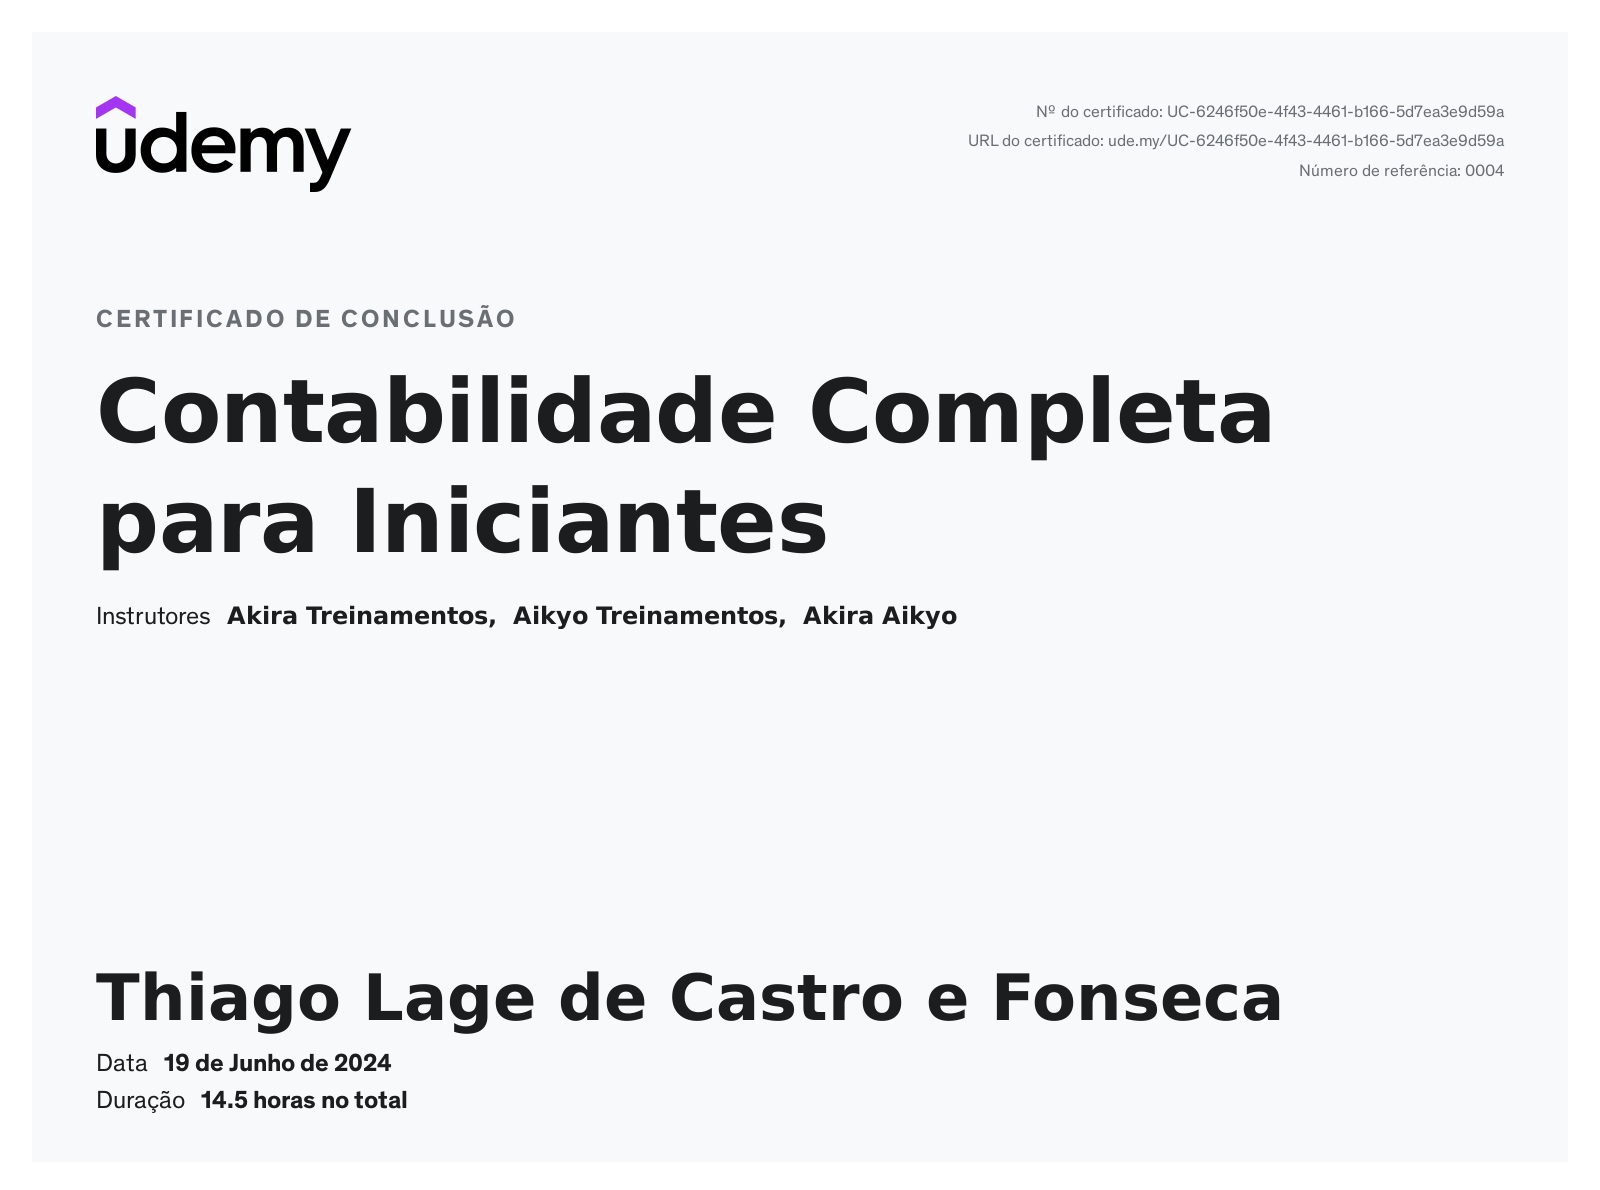 udemy
Nº do certificado: UC-6246f50e-4f43-4461-b166-5d7ea3e9d59a
URL do certificado: ude.my/UC-6246f50e-4f43-4461-b166-5d7ea3e9d59a
Número de referência: 0004
CERTIFICADO DE CONCLUSÃO
Contabilidade Completa
para Iniciantes
Instrutores Akira Treinamentos, Aikyo Treinamentos, Akira Aikyo
Thiago Lage de Castro e Fonseca
Data 19 de Junho de 2024
Duração 14.5 horas no total